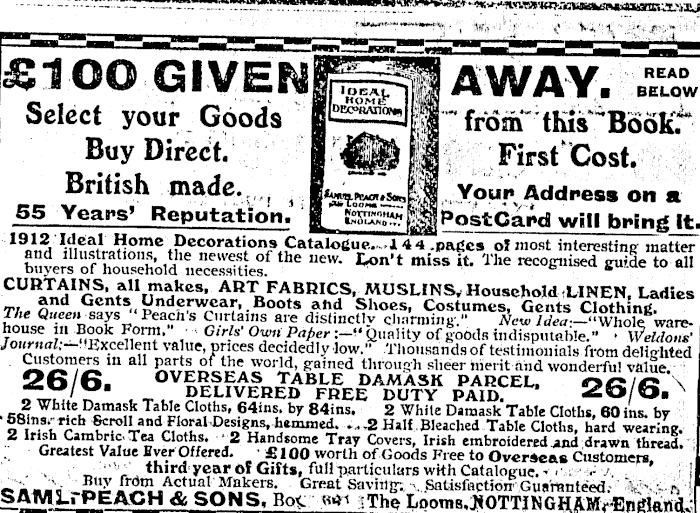 £100 GIVEN AWAY. READ BELOW
IDEAL
HOME
DECORATIONS
SAMUEL PEACH & SONS
THE LOOMS
NOTTINGHAM
ENGLAND
Select your Goods from this Book.
Buy Direct. First Cost.
British made.
55 Years' Reputation.
Your Address on a
PostCard will bring it.
1912 Ideal Home Decorations Catalogue. 144 pages of most interesting matter
and illustrations, the newest of the new. Don't miss it. The recognised guide to all
buyers of household necessities.
CURTAINS, all makes, ART FABRICS, MUSLINS, Household LINEN, Ladies
and Gents Underwear, Boots and Shoes, Costumes, Gents Clothing.
The Queen says "Peach's Curtains are distinctly charming." New Idea:—"Whole ware-
house in Book Form." Girls' Own Paper:—"Quality of goods indisputable." Weldons'
Journal:—"Excellent value, prices decidedly low." Thousands of testimonials from delighted
Customers in all parts of the world, gained through sheer merit and wonderful value.
26/6. OVERSEAS TABLE DAMASK PARCEL, 26/6.
DELIVERED FREE DUTY PAID.
2 White Damask Table Cloths, 64ins. by 84ins. 2 White Damask Table Cloths, 60 ins. by
58ins. rich Scroll and Floral Designs, hemmed. 2 Half Bleached Table Cloths, hard wearing.
2 Irish Cambric Tea Cloths. 2 Handsome Tray Covers, Irish embroidered and drawn thread.
Greatest Value Ever Offered. £100 worth of Goods Free to Overseas Customers,
third year of Gifts, full particulars with Catalogue.
Buy from Actual Makers. Great Saving. Satisfaction Guaranteed.
SAML. PEACH & SONS, Box The Looms, NOTTINGHAM, England.